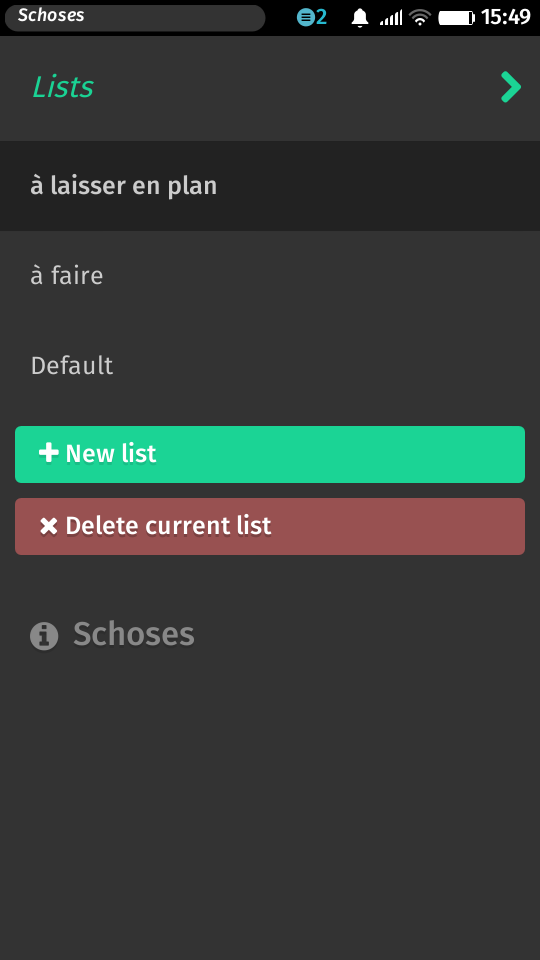 Schoses 2 15:49
Lists
à laisser en plan
à faire
Default
New list
Delete current list
Schoses